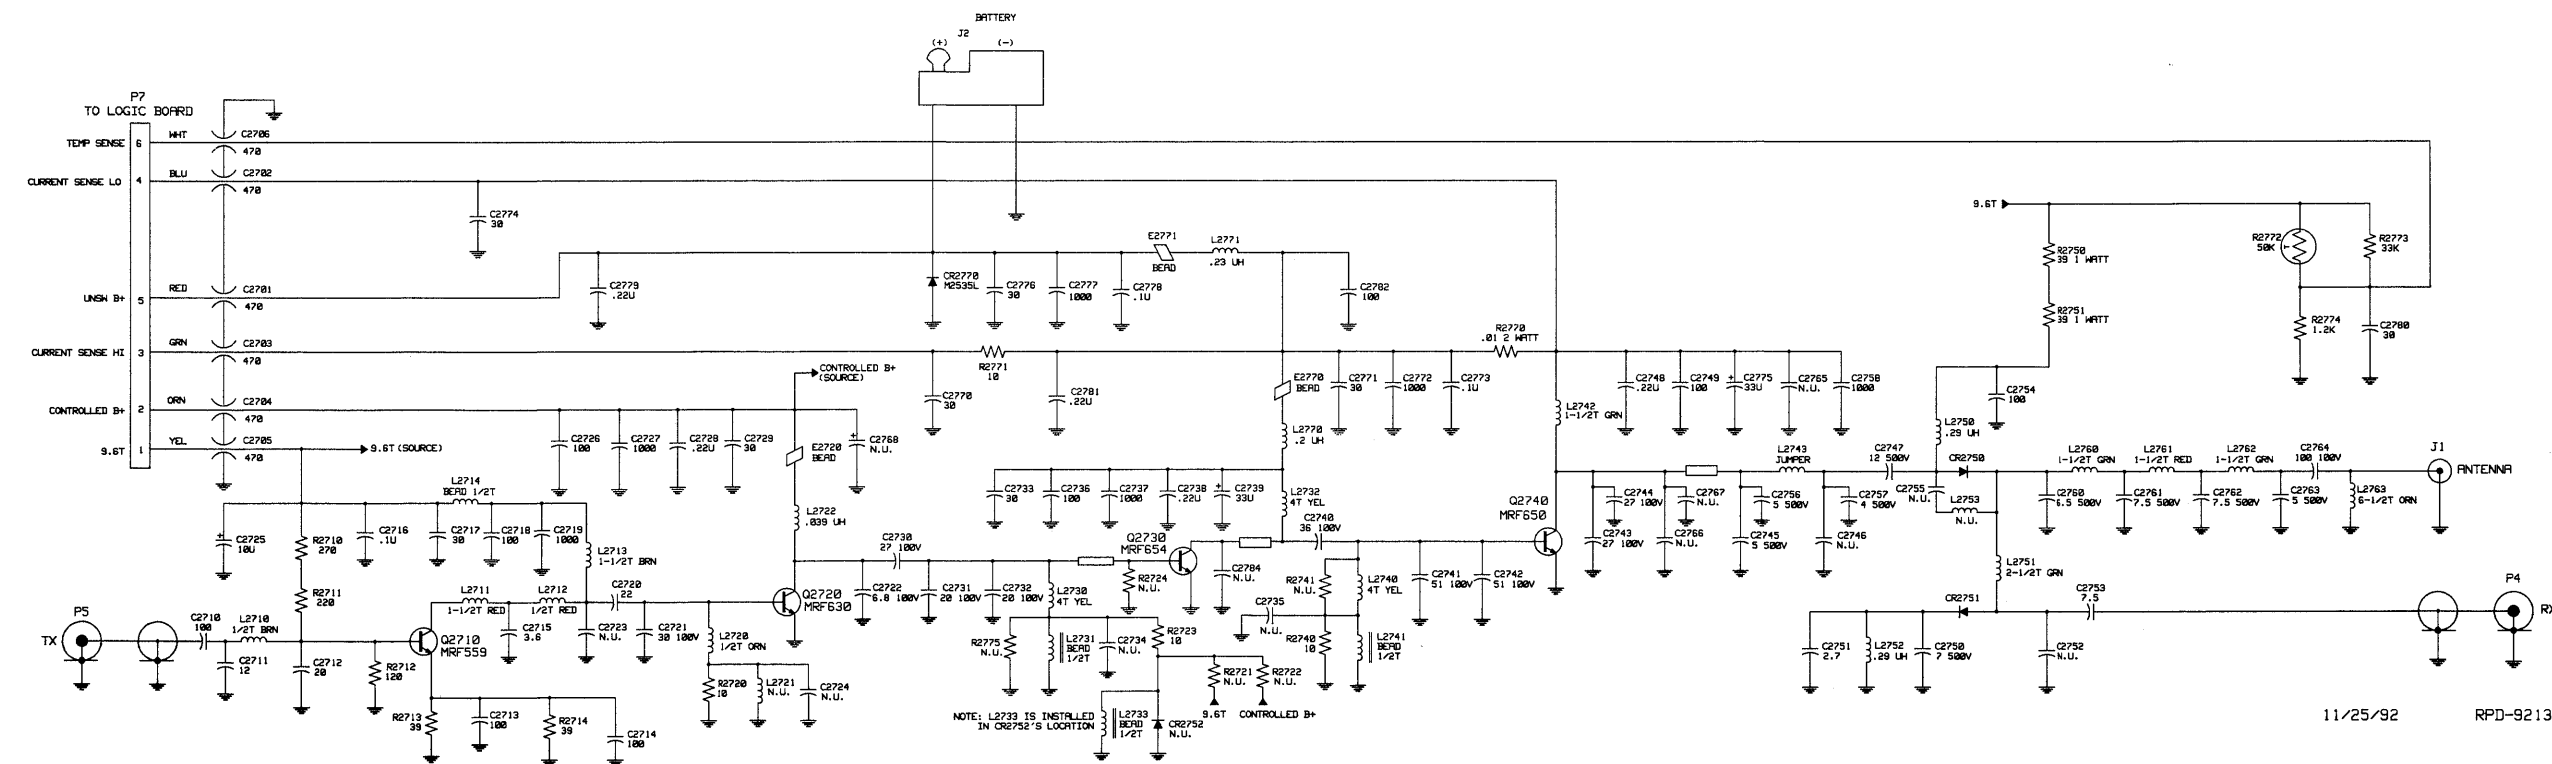 BATTERY
J2
(+)
(-)
P7
TO LOGIC BOARD
TEMP SENSE 6 WHT C2706 470
CURRENT SENSE LO 4 BLU C2702 470
C2774 30
UNSW B+ 5 RED C2701 470
CURRENT SENSE HI 3 GRN C2703 470
CONTROLLED B+ 2 ORN C2704 470
9.6T 1 YEL C2705 470
9.6T (SOURCE)
C2779 .22U
CR2770 M2535L
C2776 30
C2777 1000
C2778 .1U
E2771 BEAD
L2771 .23 UH
C2782 100
9.6T
R2750 39 1 WATT
R2751 39 1 WATT
R2772 50K
T
R2773 33K
R2774 1.2K
C2780 30
CONTROLLED B+ (SOURCE)
C2770 30
R2771 10
C2781 .22U
E2770 BEAD
C2771 30
C2772 1000
C2773 .1U
R2770 .01 2 WATT
L2742 1-1/2T GRN
C2748 .22U
C2749 100
+ C2775 33U
C2765 N.U.
C2758 1000
C2754 100
L2750 .29 UH
C2726 100
C2727 1000
C2728 .22U
C2729 30
E2720 BEAD
+ C2768 N.U.
L2770 .2 UH
C2733 30
C2736 100
C2737 1000
C2738 .22U
+ C2739 33U
L2732 4T YEL
C2740 36 100V
Q2740 MRF650
C2744 27 100V
C2743 27 100V
C2767 N.U.
C2766 N.U.
L2743 JUMPER
C2756 5 500V
C2745 5 500V
C2757 4 500V
C2746 N.U.
C2747 12 500V
CR2750
C2755 N.U.
L2753 N.U.
L2760 1-1/2T GRN
L2761 1-1/2T RED
L2762 1-1/2T GRN
C2764 100 100V
C2760 6.5 500V
C2761 7.5 500V
C2762 7.5 500V
C2763 5 500V
L2763 6-1/2T ORN
J1
ANTENNA
L2714 BEAD 1/2T
+ C2725 10U
R2710 270
C2716 .1U
C2717 30
C2718 100
C2719 1000
L2713 1-1/2T BRN
L2722 .039 UH
C2730 27 100V
Q2730 MRF654
R2711 220
L2711 1-1/2T RED
L2712 1/2T RED
C2720 22
Q2720 MRF630
C2722 6.8 100V
C2731 20 100V
C2732 20 100V
L2730 4T YEL
R2724 N.U.
C2784 N.U.
R2741 N.U.
L2740 4T YEL
C2741 51 100V
C2742 51 100V
L2751 2-1/2T GRN
P5
TX
C2710 100
L2710 1/2T BRN
C2711 12
C2712 20
R2712 120
Q2710 MRF559
C2715 3.6
C2723 N.U.
C2721 30 100V
L2720 1/2T ORN
R2720 10
L2721 N.U.
C2724 N.U.
R2775 N.U.
L2731 BEAD 1/2T
C2734 N.U.
R2723 10
C2735 N.U.
R2740 10
L2741 BEAD 1/2T
R2721 N.U.
R2722 N.U.
9.6T
CONTROLLED B+
CR2751
C2753 7.5
C2751 2.7
L2752 .29 UH
C2750 7 500V
C2752 N.U.
P4
RX
R2713 39
C2713 100
R2714 39
C2714 100
NOTE: L2733 IS INSTALLED
IN CR2752'S LOCATION
L2733 BEAD 1/2T
CR2752 N.U.
11/25/92
RPD-9213